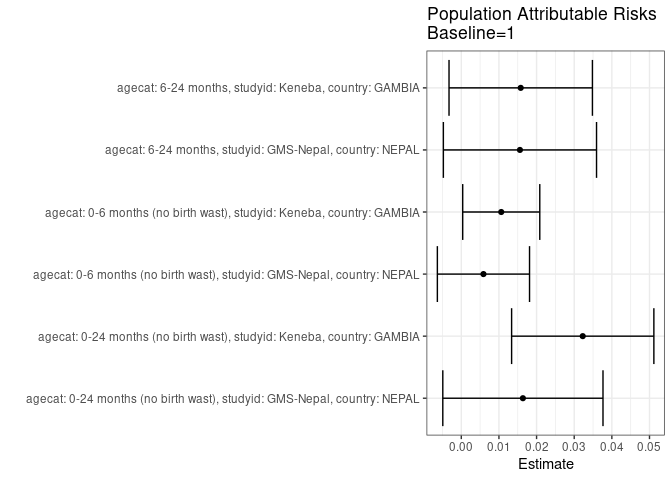 Population Attributable Risks
Baseline=1
agecat: 6-24 months, studyid: Keneba, country: GAMBIA
agecat: 6-24 months, studyid: GMS-Nepal, country: NEPAL
agecat: 0-6 months (no birth wast), studyid: Keneba, country: GAMBIA
agecat: 0-6 months (no birth wast), studyid: GMS-Nepal, country: NEPAL
agecat: 0-24 months (no birth wast), studyid: Keneba, country: GAMBIA
agecat: 0-24 months (no birth wast), studyid: GMS-Nepal, country: NEPAL
0.00 0.01 0.02 0.03 0.04 0.05
Estimate